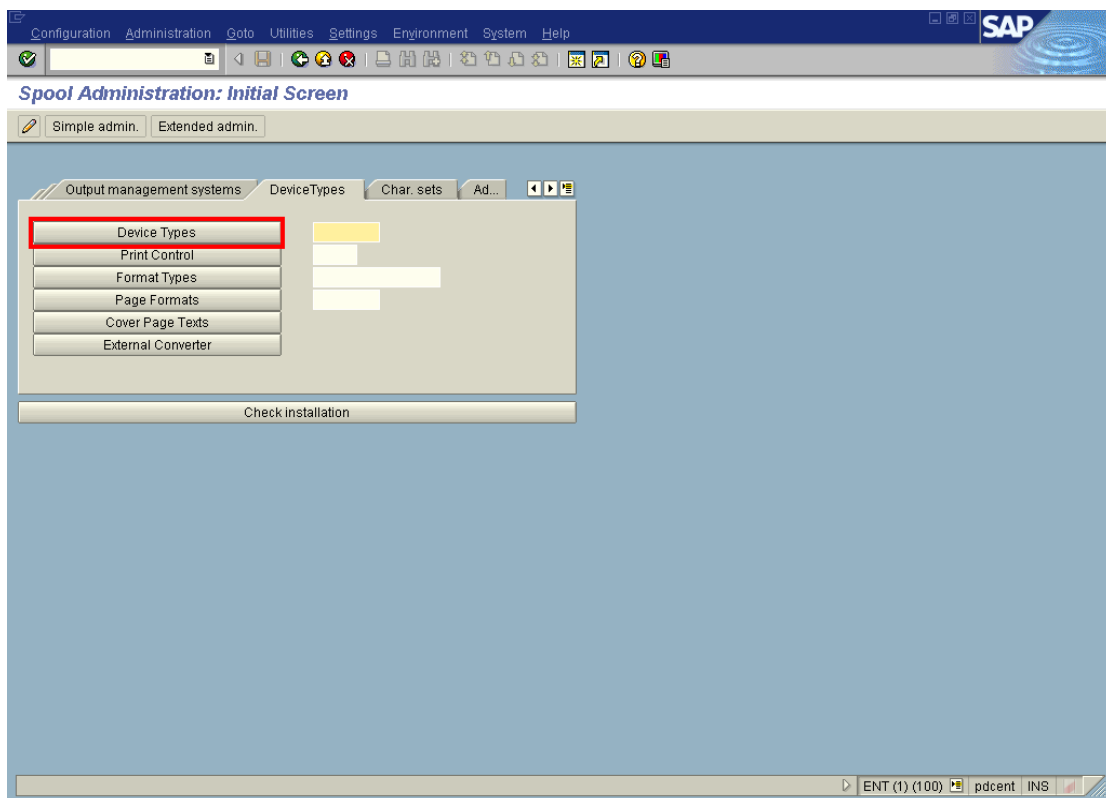 Configuration Administration Goto Utilities Settings Environment System Help
SAP
Spool Administration: Initial Screen
Simple admin. Extended admin.
Output management systems DeviceTypes Char. sets Ad...
Device Types
Print Control
Format Types
Page Formats
Cover Page Texts
External Converter
Check installation
ENT (1) (100) pdcent INS